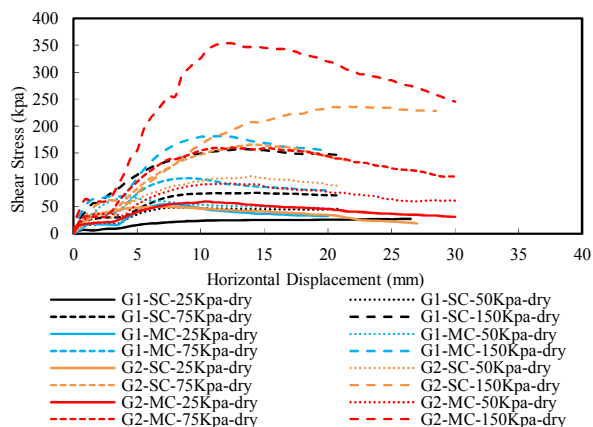 400
350
300
250
200
150
100
50
0
Shear Stress (kpa)
0 5 10 15 20 25 30 35 40
Horizontal Displacement (mm)
G1-SC-25Kpa-dry G1-SC-50Kpa-dry
G1-SC-75Kpa-dry G1-SC-150Kpa-dry
G1-MC-25Kpa-dry G1-MC-50Kpa-dry
G1-MC-75Kpa-dry G1-MC-150Kpa-dry
G2-SC-25Kpa-dry G2-SC-50Kpa-dry
G2-SC-75Kpa-dry G2-SC-150Kpa-dry
G2-MC-25Kpa-dry G2-MC-50Kpa-dry
G2-MC-75Kpa-dry G2-MC-150Kpa-dry